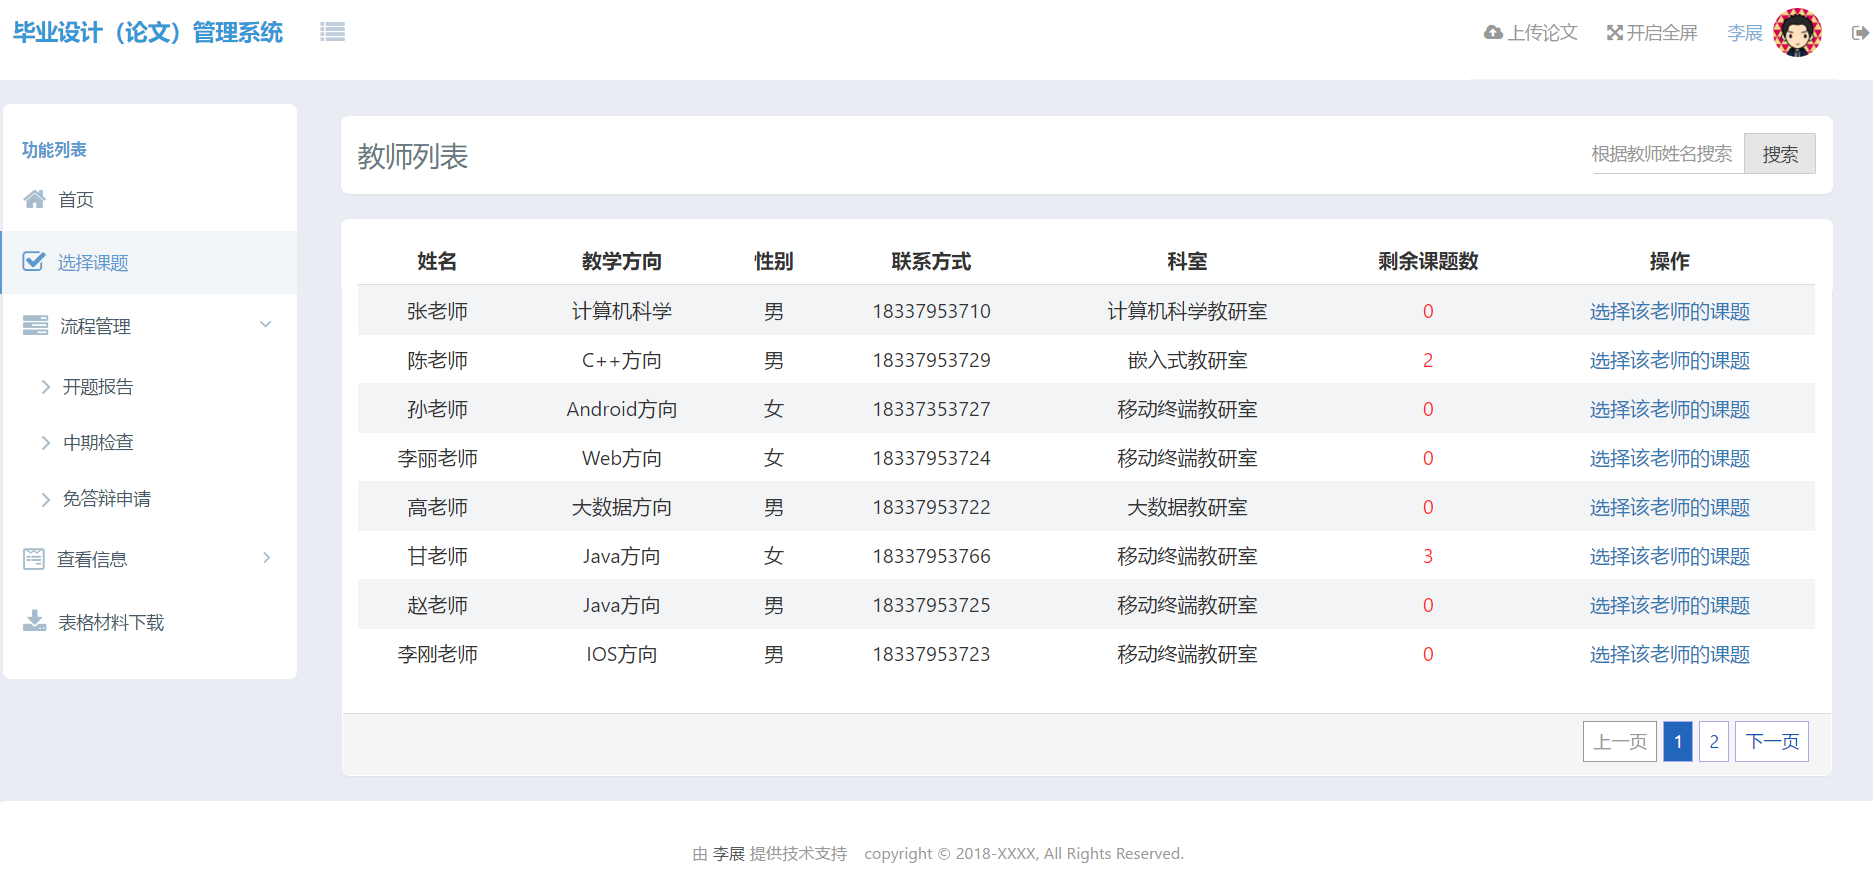 毕业设计（论文）管理系统
上传论文 开启全屏 李展
功能列表
首页
选择课题
流程管理
开题报告
中期检查
免答辩申请
查看信息
表格材料下载
教师列表
根据教师姓名搜索 搜索
姓名 教学方向 性别 联系方式 科室 剩余课题数 操作
张老师 计算机科学 男 18337953710 计算机科学教研室 0 选择该老师的课题
陈老师 C++方向 男 18337953729 嵌入式教研室 2 选择该老师的课题
孙老师 Android方向 女 18337353727 移动终端教研室 0 选择该老师的课题
李丽老师 Web方向 女 18337953724 移动终端教研室 0 选择该老师的课题
高老师 大数据方向 男 18337953722 大数据教研室 0 选择该老师的课题
甘老师 Java方向 女 18337953766 移动终端教研室 3 选择该老师的课题
赵老师 Java方向 男 18337953725 移动终端教研室 0 选择该老师的课题
李刚老师 IOS方向 男 18337953723 移动终端教研室 0 选择该老师的课题
上一页 1 2 下一页
由 李展 提供技术支持 copyright © 2018-XXXX, All Rights Reserved.